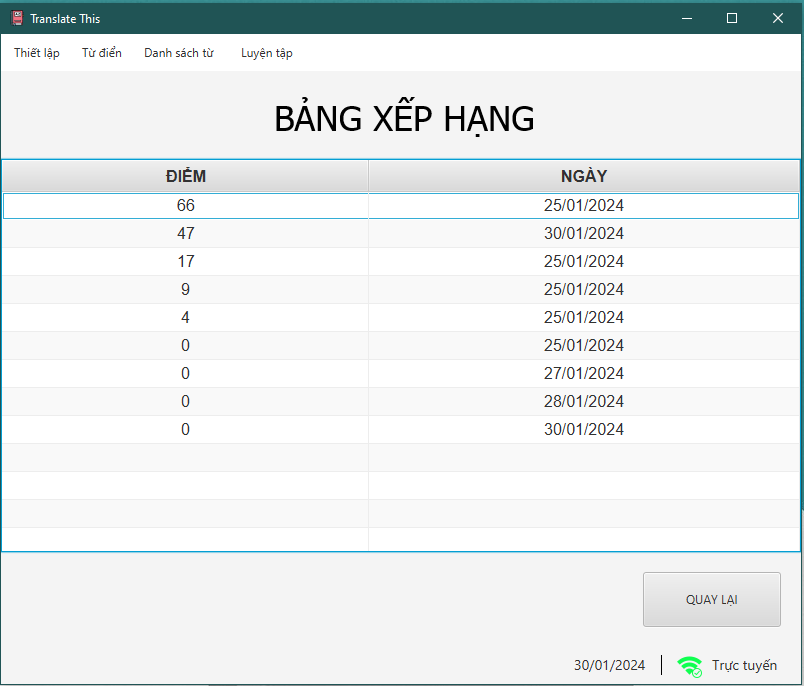 Translate This
Thiết lập Từ điển Danh sách từ Luyện tập
BẢNG XẾP HẠNG
ĐIỂM NGÀY
66 25/01/2024
47 30/01/2024
17 25/01/2024
9 25/01/2024
4 25/01/2024
0 25/01/2024
0 27/01/2024
0 28/01/2024
0 30/01/2024
QUAY LẠI
30/01/2024 Trực tuyến